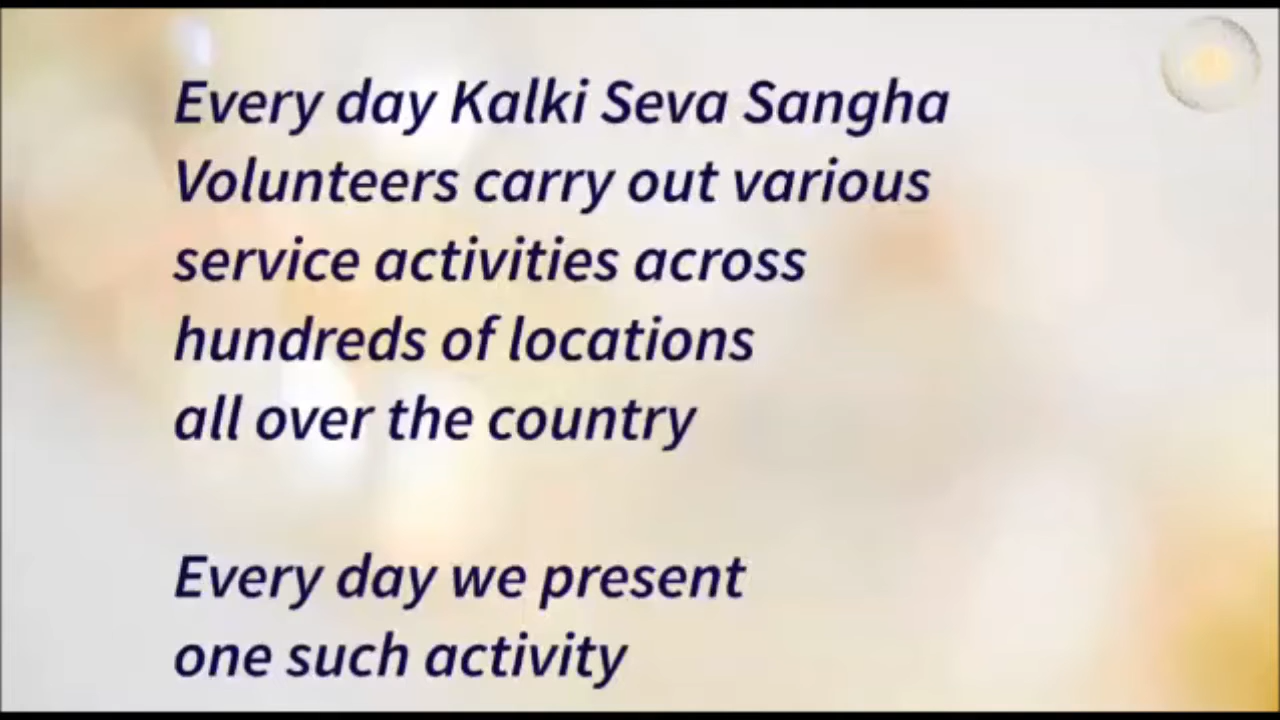 Every day Kalki Seva Sangha
Volunteers carry out various
service activities across
hundreds of locations
all over the country
Every day we present
one such activity